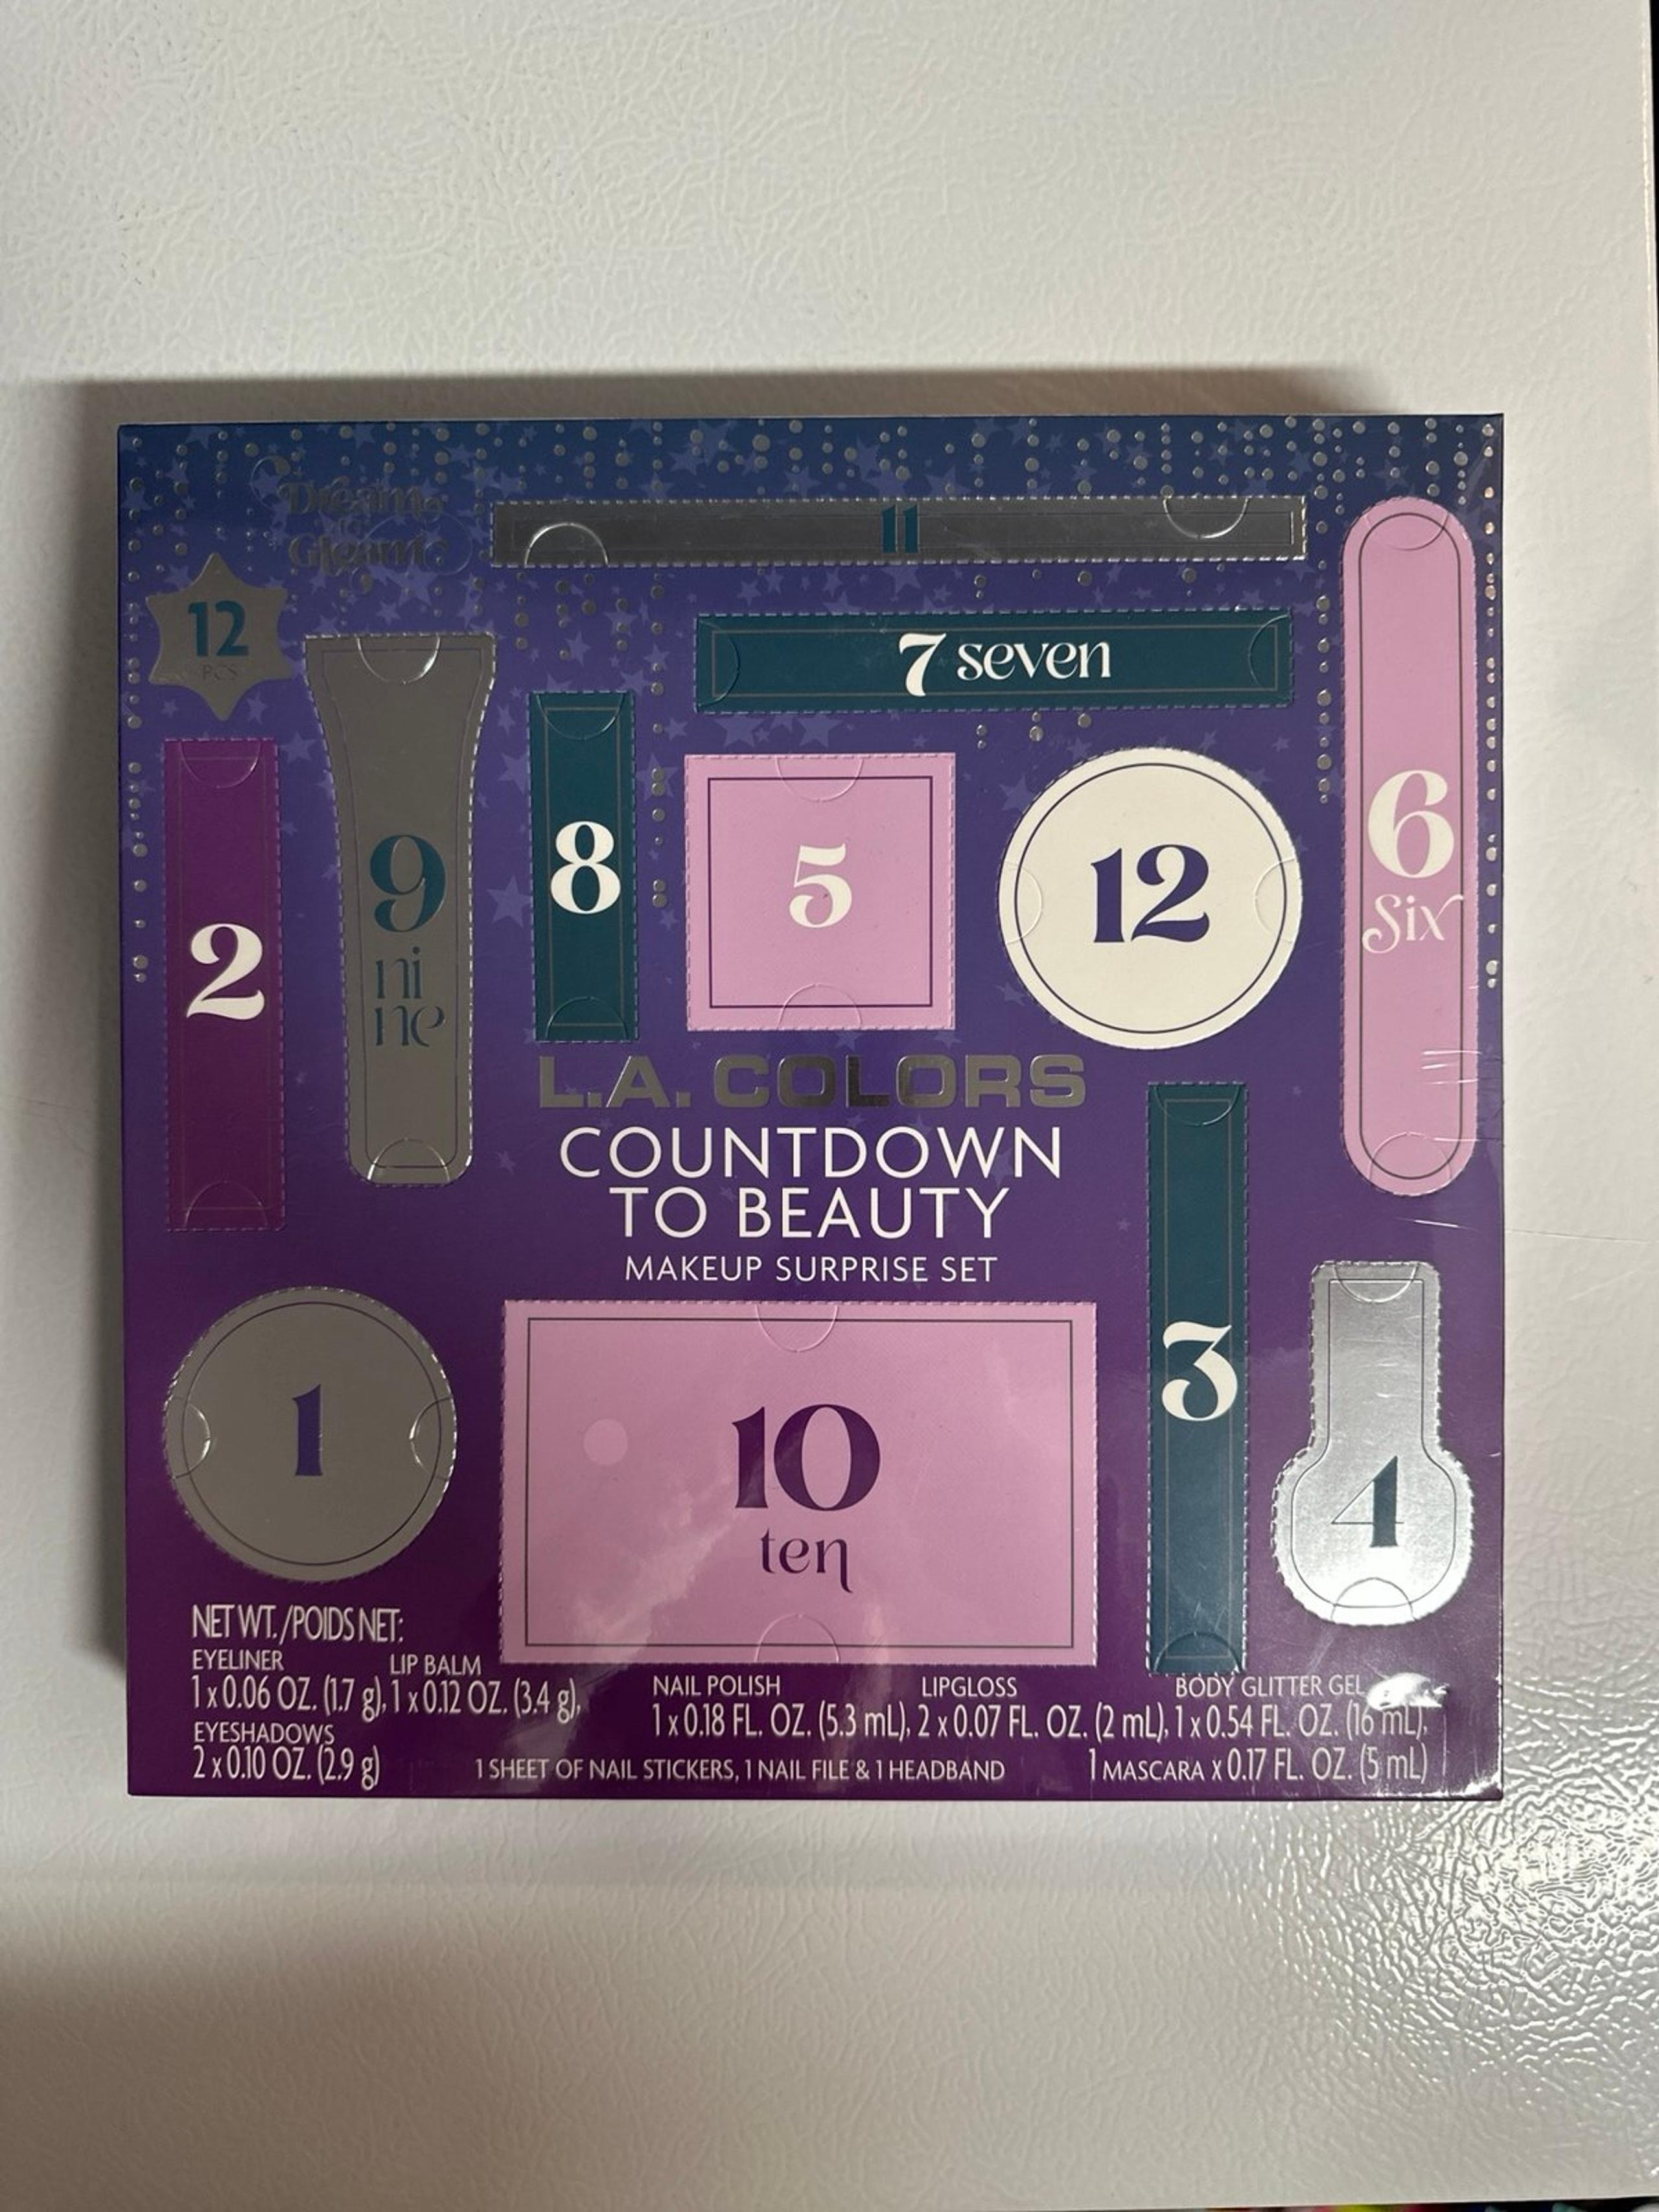 Dreams
Gleam
12
PCS
11
7 seven
6
Six
2
9
ni
ne
8
5
12
L.A. COLORS
COUNTDOWN
TO BEAUTY
MAKEUP SURPRISE SET
1
10
ten
3
4
NET WT./POIDS NET:
EYELINER LIP BALM
1 x 0.06 OZ. (1.7 g), 1 x 0.12 OZ. (3.4 g),
EYESHADOWS
2 x 0.10 OZ. (2.9 g)
NAIL POLISH LIPGLOSS BODY GLITTER GEL
1 x 0.18 FL. OZ. (5.3 mL), 2 x 0.07 FL. OZ. (2 mL), 1 x 0.54 FL. OZ. (16 mL),
1 SHEET OF NAIL STICKERS, 1 NAIL FILE & 1 HEADBAND 1 MASCARA X 0.17 FL. OZ. (5 mL)